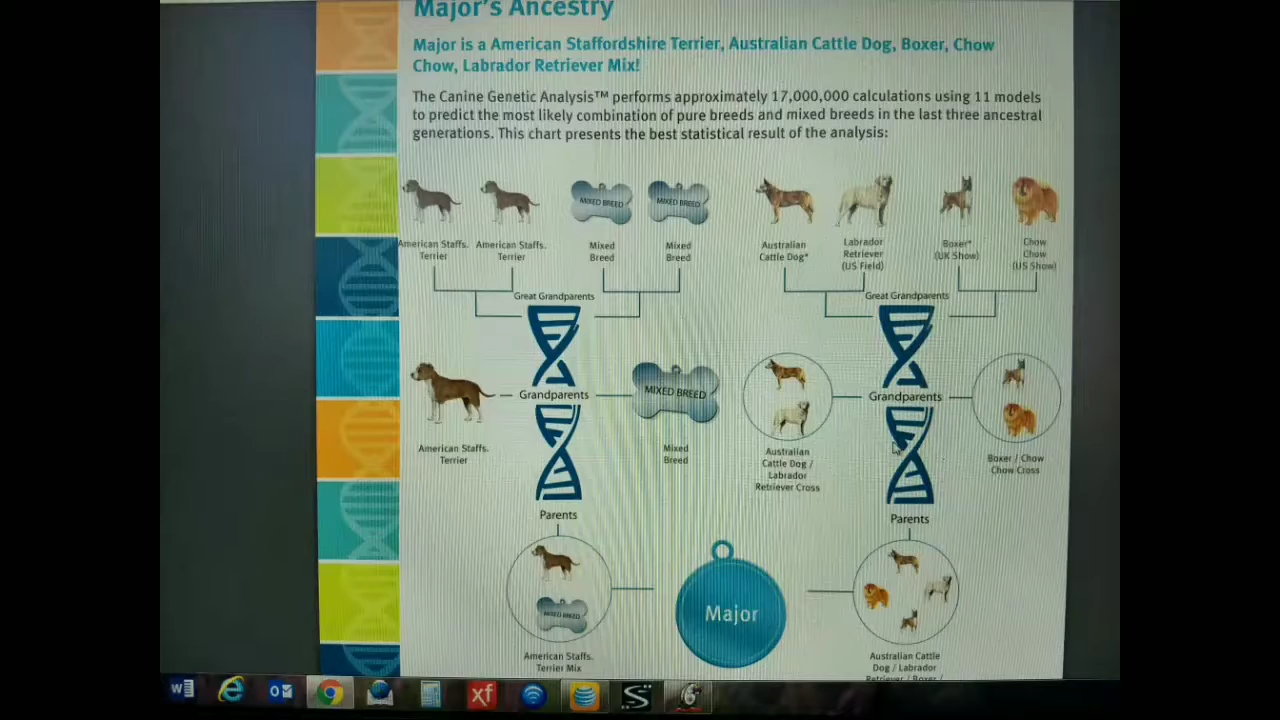 Major's Ancestry
Major is a American Staffordshire Terrier, Australian Cattle Dog, Boxer, Chow
Chow, Labrador Retriever Mix!
The Canine Genetic Analysis™ performs approximately 17,000,000 calculations using 11 models
to predict the most likely combination of pure breeds and mixed breeds in the last three ancestral
generations. This chart presents the best statistical result of the analysis:
MIXED BREED
MIXED BREED
American Staffs.
Terrier
American Staffs.
Terrier
Mixed
Breed
Mixed
Breed
Australian
Cattle Dog*
Labrador
Retriever
(US Field)
Boxer*
(UK Show)
Chow
Chow
(US Show)
Great Grandparents
Great Grandparents
MIXED BREED
Grandparents
Grandparents
American Staffs.
Terrier
Mixed
Breed
Australian
Cattle Dog /
Labrador
Retriever Cross
Boxer / Chow
Chow Cross
Parents
Parents
MIXED BREED
Major
American Staffs.
Terrier Mix
Australian Cattle
Dog / Labrador
Retriever / Boxer /
W
e
O
xf
S
6